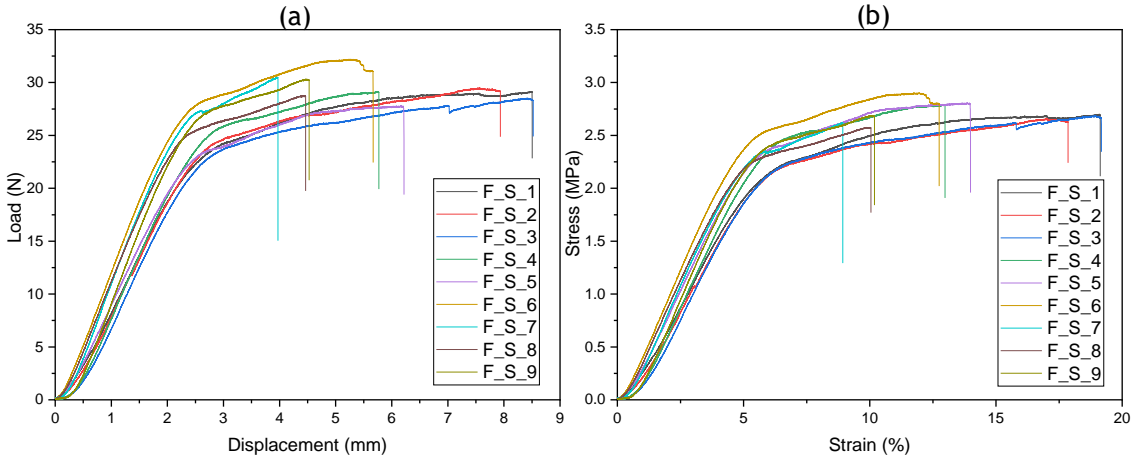 (a)
35
30
25
20
15
10
5
0
Load (N)
0 1 2 3 4 5 6 7 8 9
Displacement (mm)
F_S_1
F_S_2
F_S_3
F_S_4
F_S_5
F_S_6
F_S_7
F_S_8
F_S_9
(b)
3.5
3.0
2.5
2.0
1.5
1.0
0.5
0.0
Stress (MPa)
0 5 10 15 20
Strain (%)
F_S_1
F_S_2
F_S_3
F_S_4
F_S_5
F_S_6
F_S_7
F_S_8
F_S_9